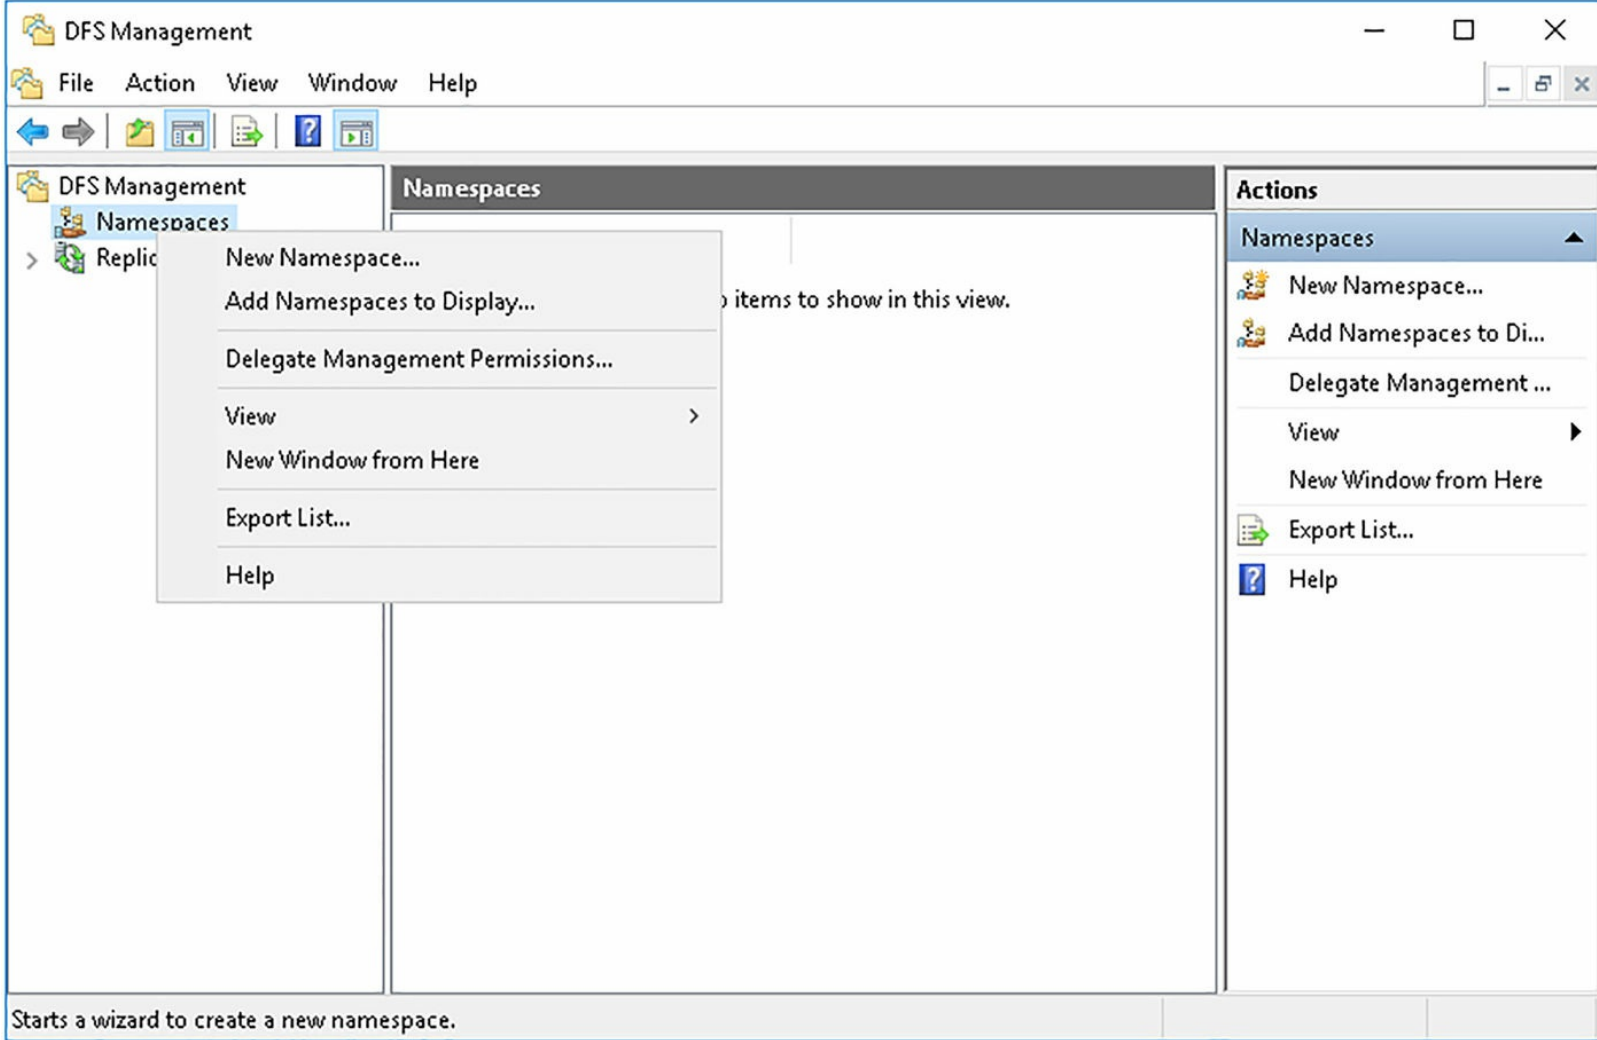 DFS Management
File Action View Window Help
DFS Management
Namespaces
Replic
Namespaces
New Namespace...
Add Namespaces to Display...
Delegate Management Permissions...
View
New Window from Here
Export List...
Help
items to show in this view.
Actions
Namespaces
New Namespace...
Add Namespaces to Di...
Delegate Management ...
View
New Window from Here
Export List...
Help
Starts a wizard to create a new namespace.